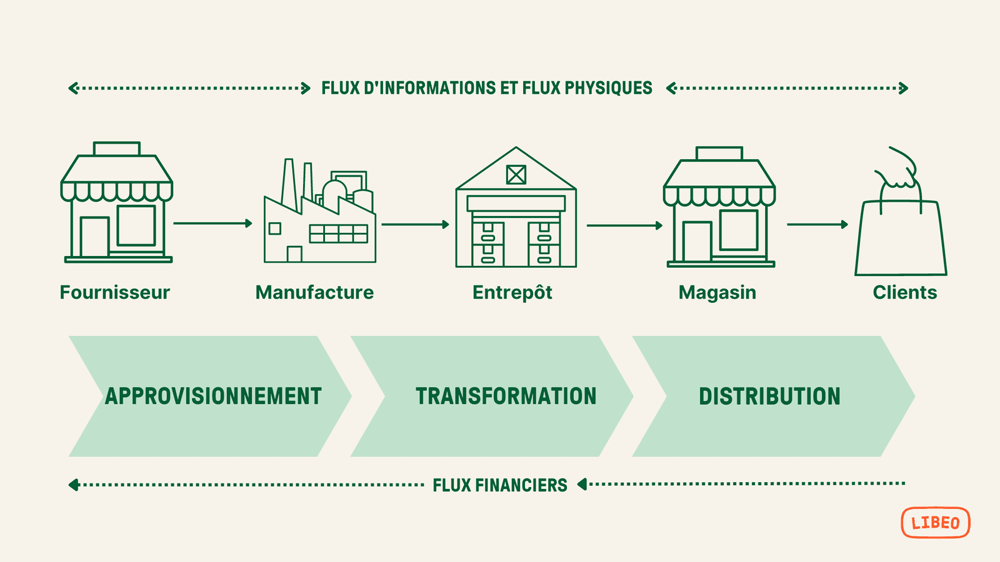 FLUX D'INFORMATIONS ET FLUX PHYSIQUES
Fournisseur
Manufacture
Entrepôt
Magasin
Clients
APPROVISIONNEMENT
TRANSFORMATION
DISTRIBUTION
FLUX FINANCIERS
LIBEO